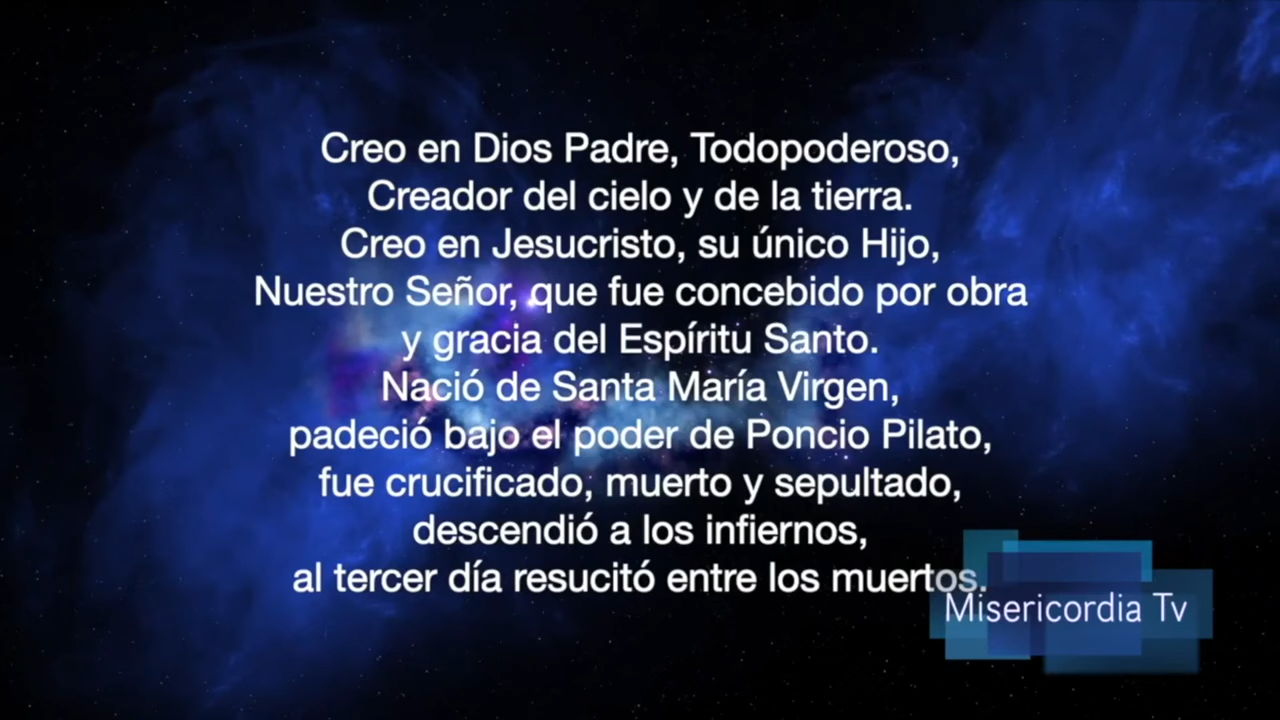 Creo en Dios Padre, Todopoderoso,
Creador del cielo y de la tierra.
Creo en Jesucristo, su único Hijo,
Nuestro Señor, que fue concebido por obra
y gracia del Espíritu Santo.
Nació de Santa María Virgen,
padeció bajo el poder de Poncio Pilato,
fue crucificado, muerto y sepultado,
descendió a los infiernos,
al tercer día resucitó entre los muertos.
Misericordia Tv